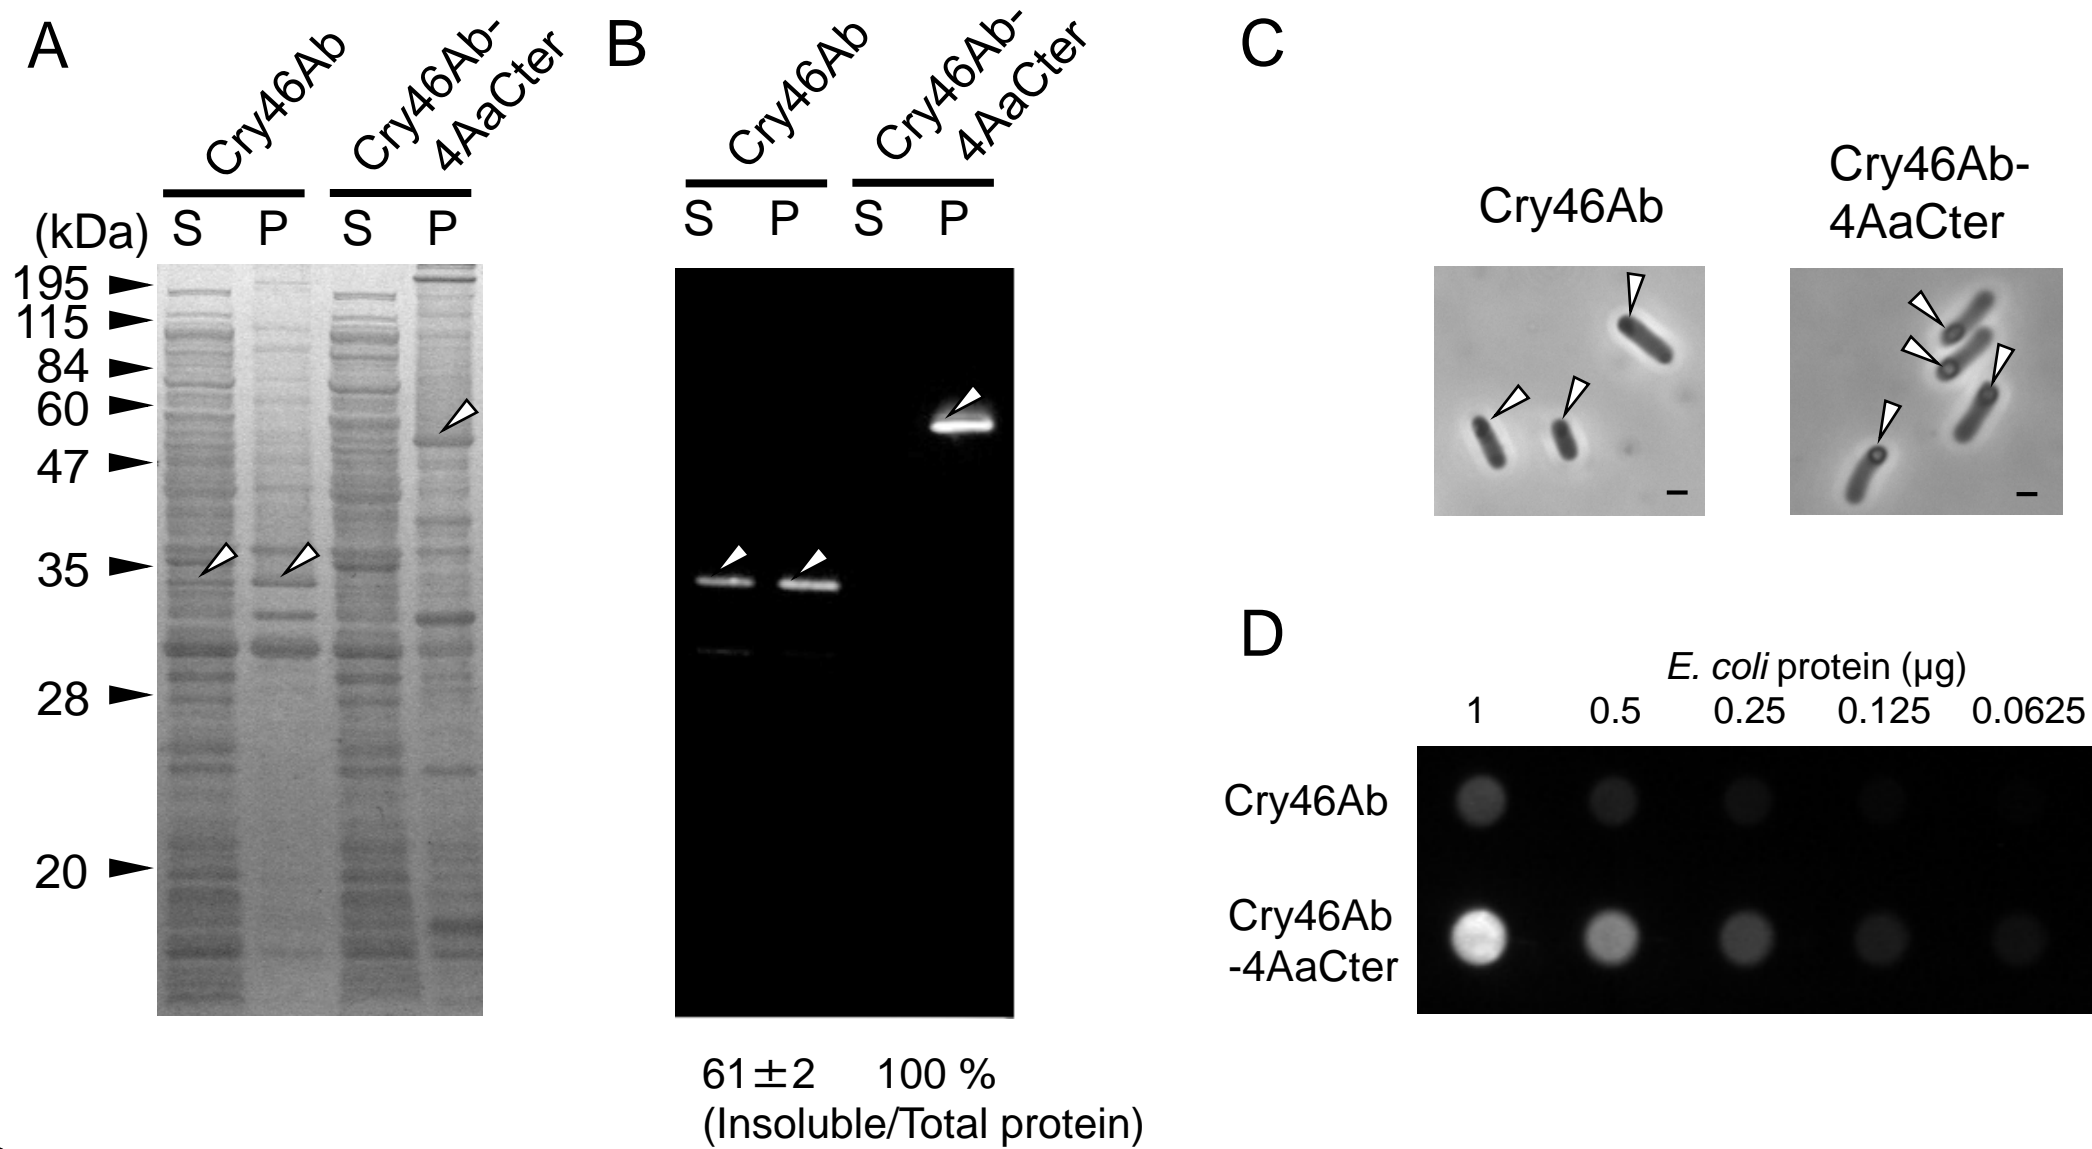 A
Cry46Ab
Cry46Ab-
4AaCter
(kDa)
S
P
S
P
195
115
84
60
47
35
28
20
B
Cry46Ab
Cry46Ab-
4AaCter
S
P
S
P
61±2
100 %
(Insoluble/Total protein)
C
Cry46Ab
Cry46Ab-
4AaCter
D
E. coli protein (µg)
1
0.5
0.25
0.125
0.0625
Cry46Ab
Cry46Ab
-4AaCter